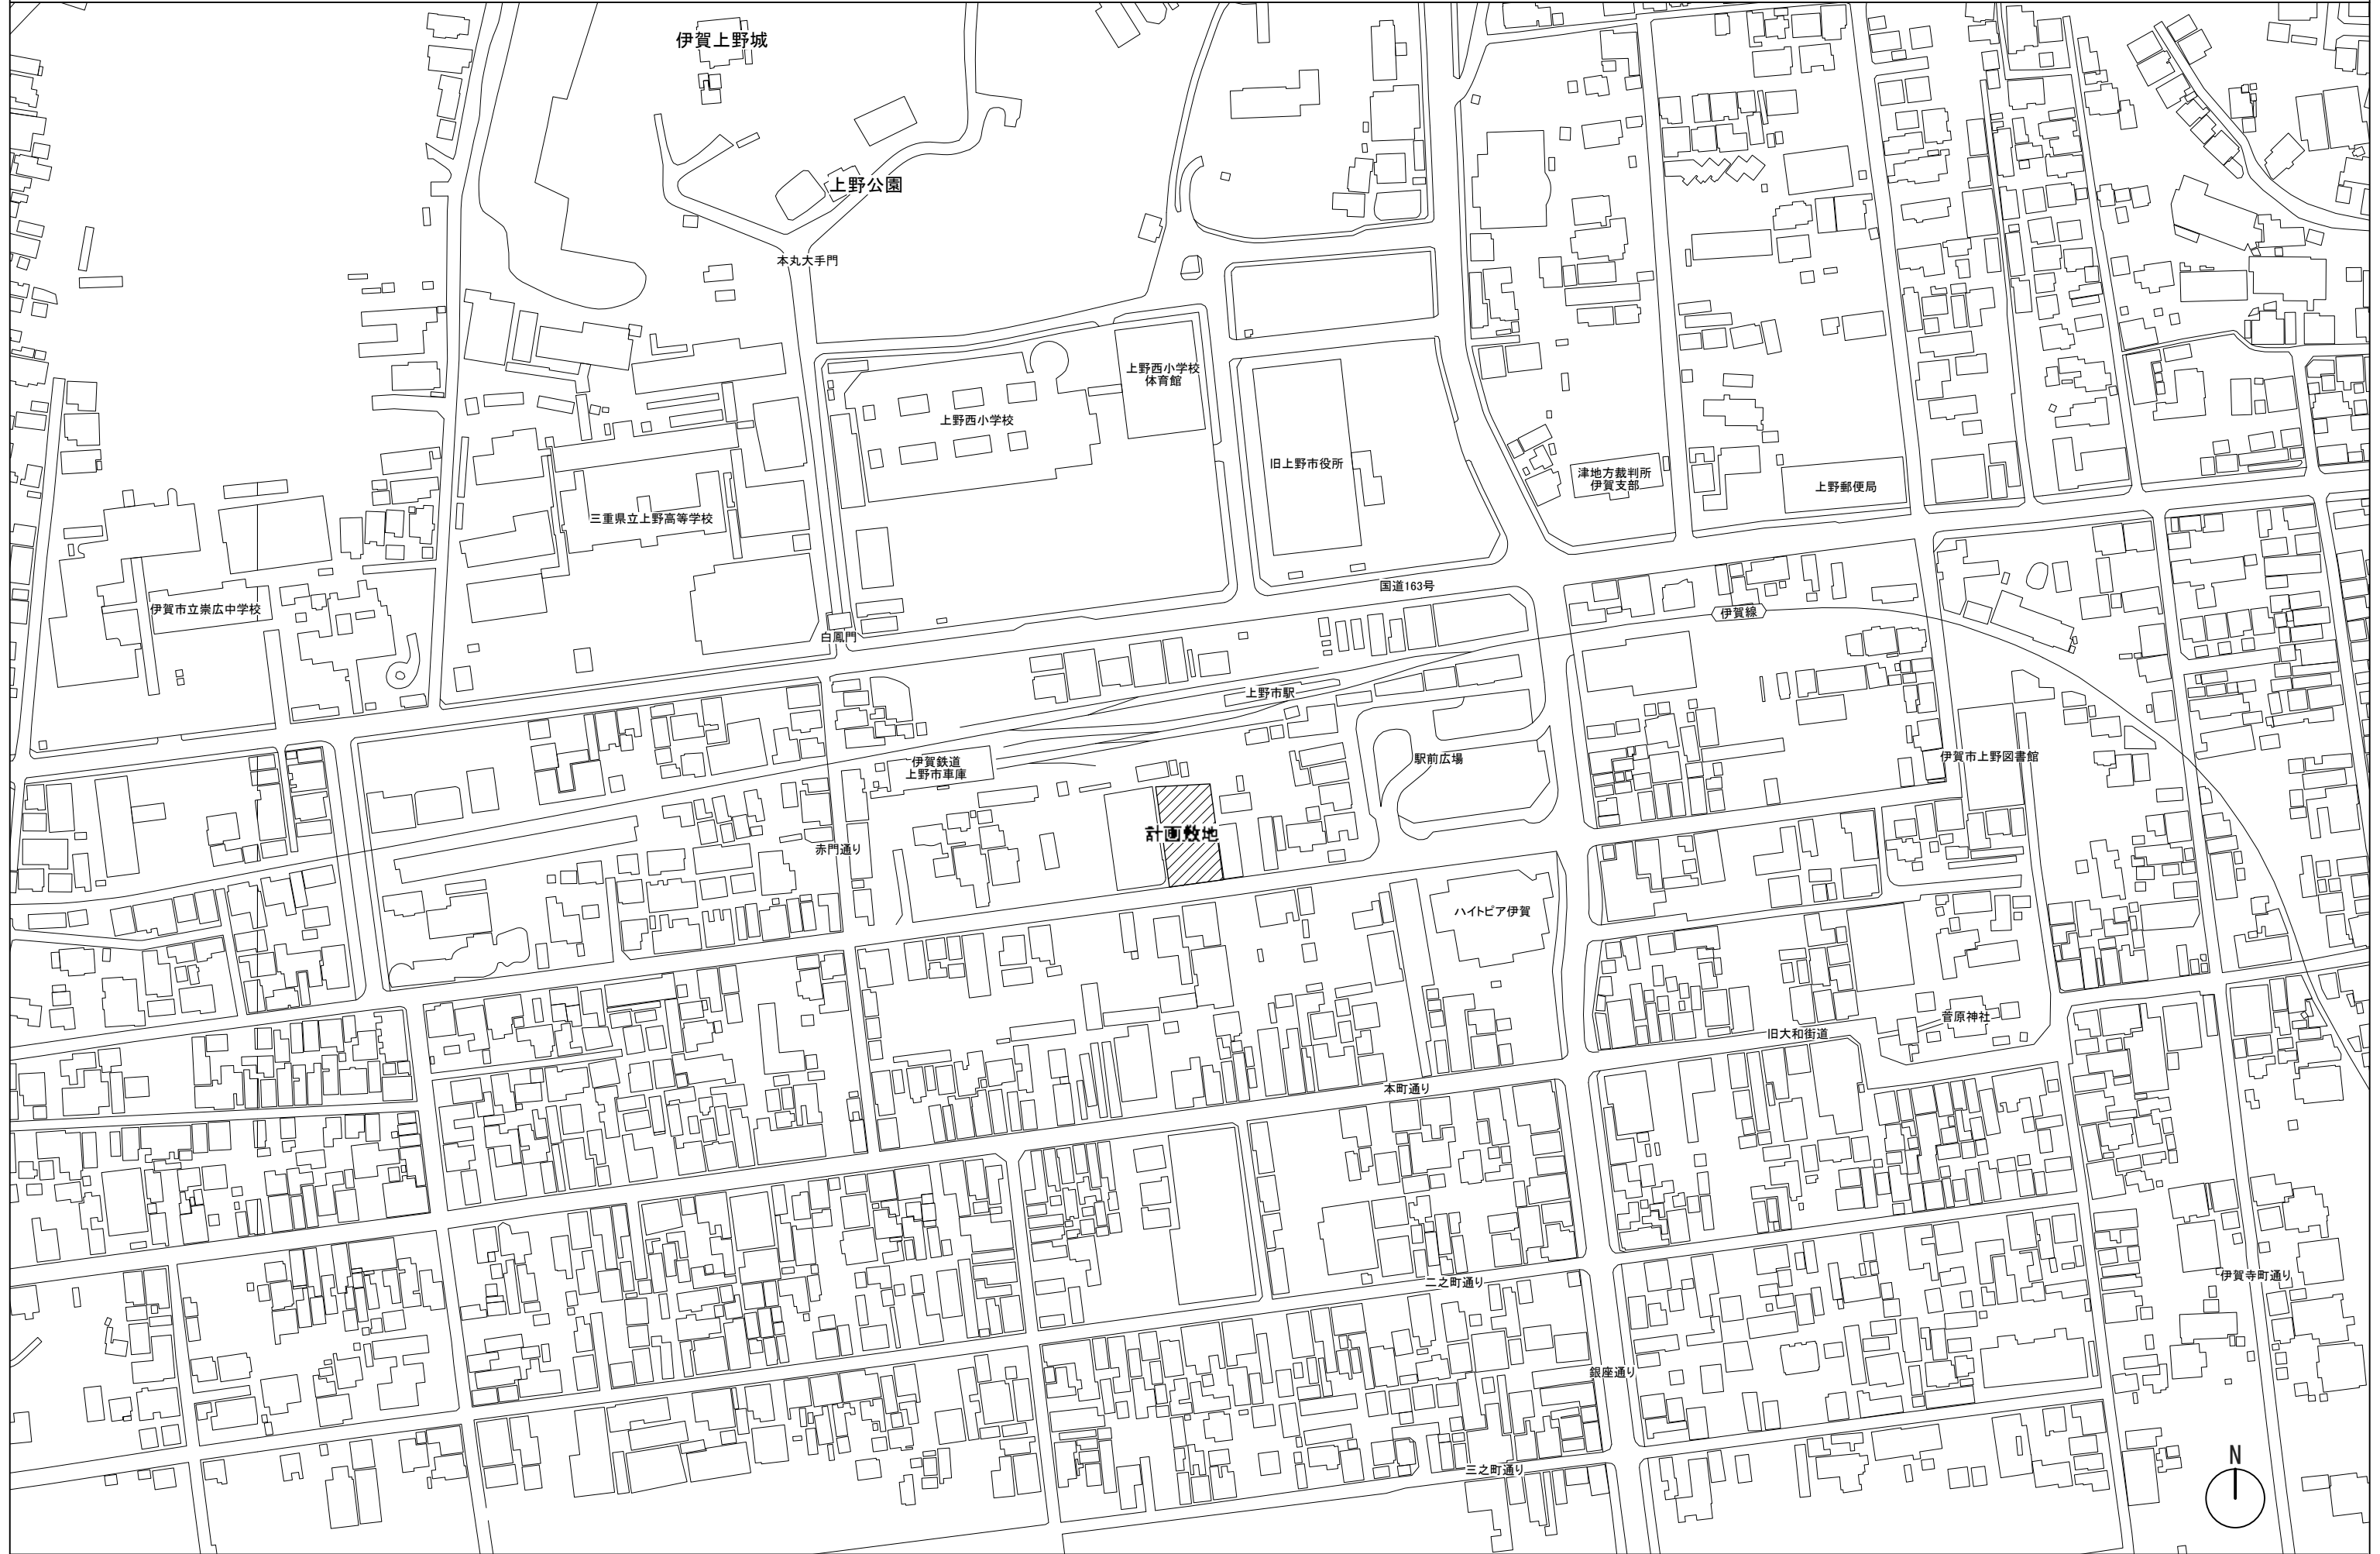 伊賀上野城
上野公園
本丸大手門
上野西小学校
体育館
上野西小学校
旧上野市役所
津地方裁判所
伊賀支部
上野郵便局
三重県立上野高等学校
国道163号
伊賀市立崇広中学校
伊賀線
白鳳門
上野市駅
伊賀鉄道
上野市車庫
駅前広場
伊賀市上野図書館
計画敷地
赤門通り
ハイトピア伊賀
菅原神社
旧大和街道
本町通り
二之町通り
伊賀寺町通り
銀座通り
三之町通り
N